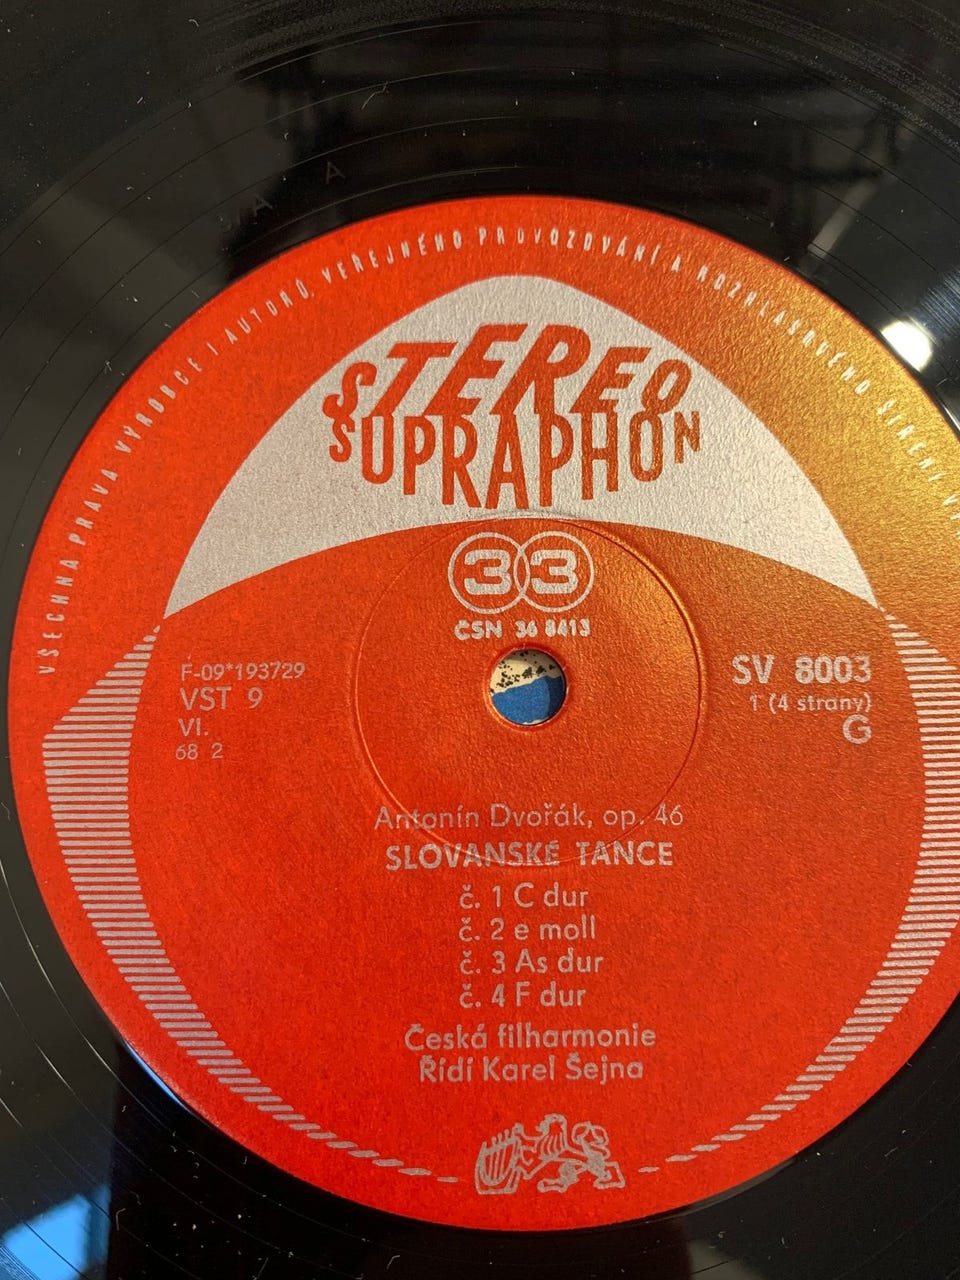 VŠECHNA PRÁVA VÝROBCE I AUTORŮ, VEŘEJNÉHO PROVOZOVÁNÍ A ROZHLASOVÉHO ŠÍŘENÍ
STEREO
SUPRAPHON
33
ČSN 36 8413
F-09*193729
VST 9
VI.
68 2
SV 8003
1 (4 strany)
G
Antonín Dvořák, op. 46
SLOVANSKÉ TANCE
č. 1 C dur
č. 2 e moll
č. 3 As dur
č. 4 F dur
Česká filharmonie
Řídí Karel Šejna